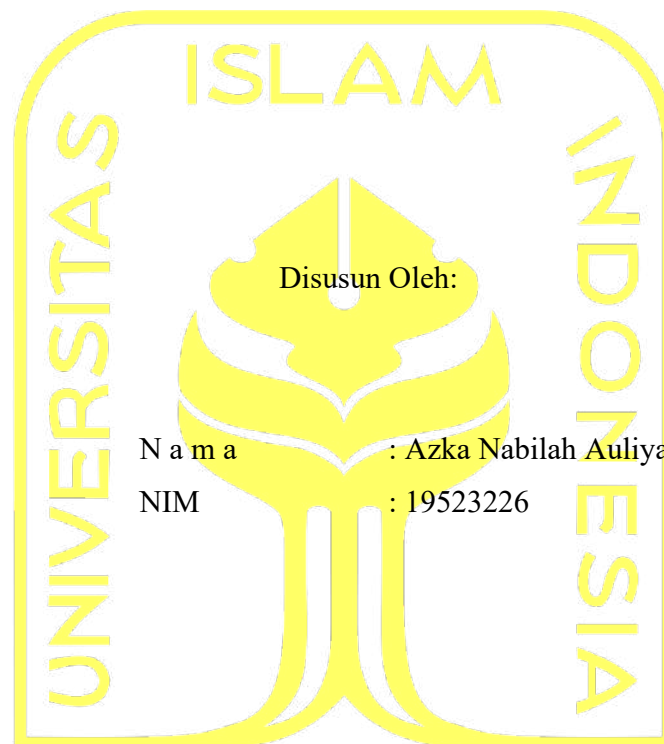 ISLAM
UNIVERSITAS
INDONESIA
Disusun Oleh:
N a m a : Azka Nabilah Auliya
NIM : 19523226